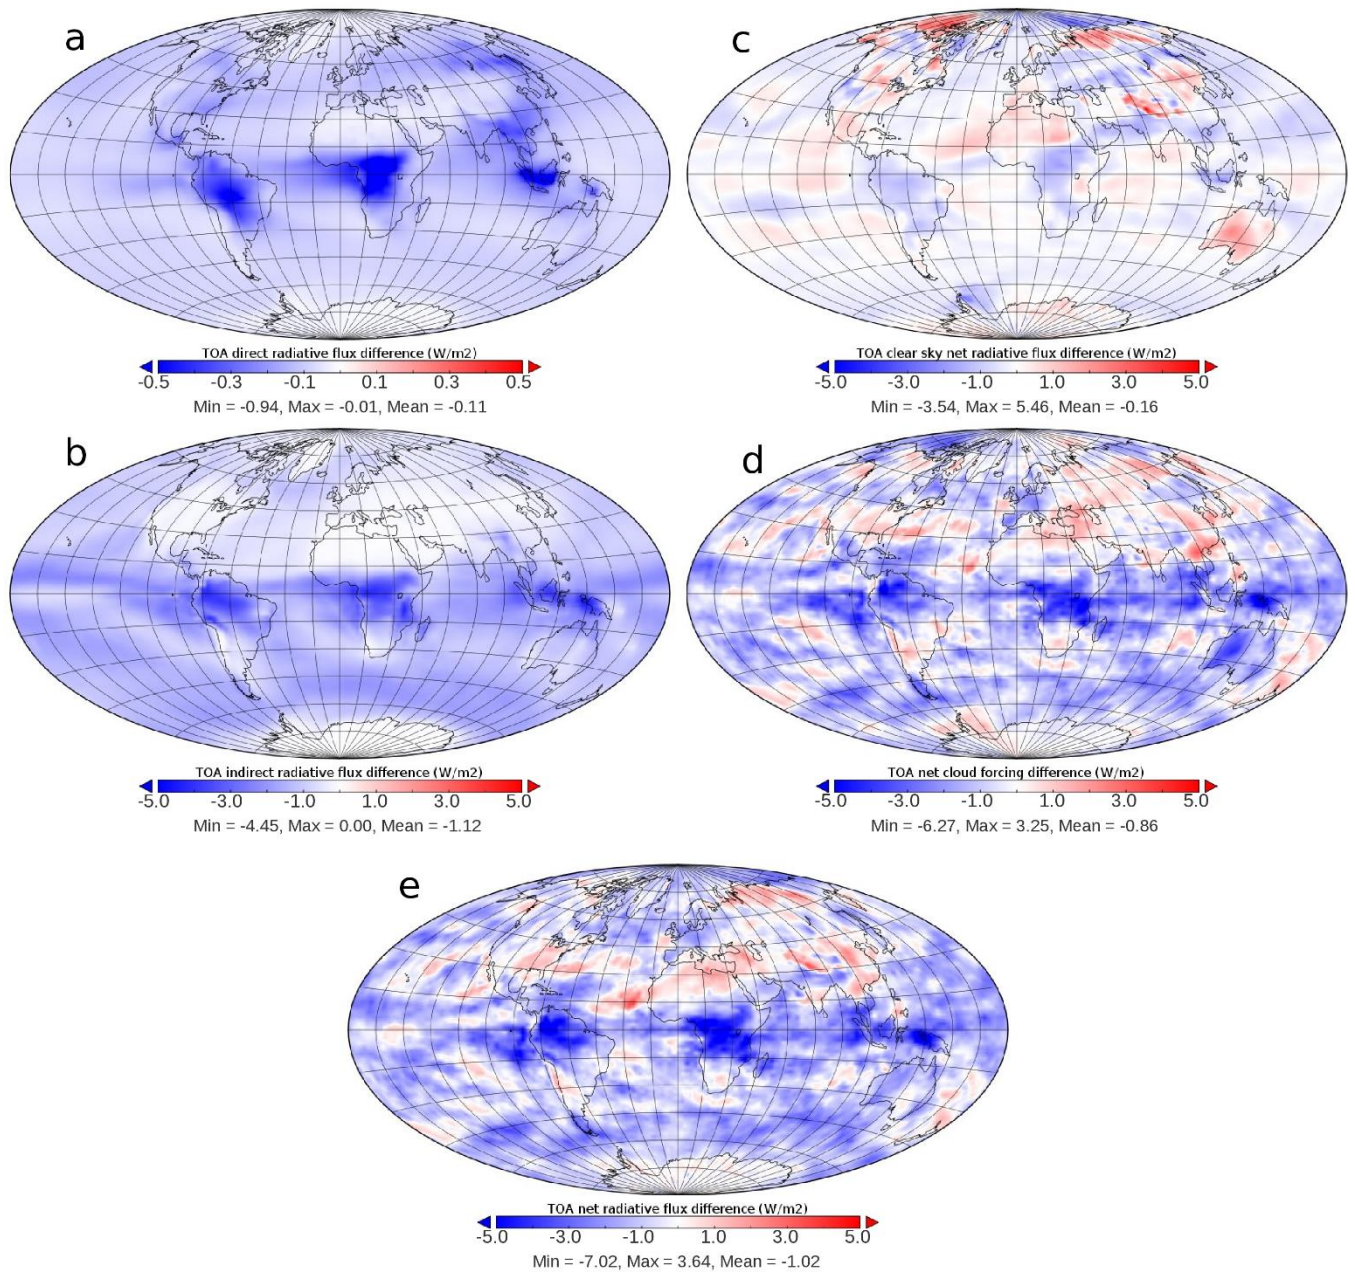 a
TOA direct radiative flux difference (W/m2)
-0.5 -0.3 -0.1 0.1 0.3 0.5
Min = -0.94, Max = -0.01, Mean = -0.11
c
TOA clear sky net radiative flux difference (W/m2)
-5.0 -3.0 -1.0 1.0 3.0 5.0
Min = -3.54, Max = 5.46, Mean = -0.16
b
TOA indirect radiative flux difference (W/m2)
-5.0 -3.0 -1.0 1.0 3.0 5.0
Min = -4.45, Max = 0.00, Mean = -1.12
d
TOA net cloud forcing difference (W/m2)
-5.0 -3.0 -1.0 1.0 3.0 5.0
Min = -6.27, Max = 3.25, Mean = -0.86
e
TOA net radiative flux difference (W/m2)
-5.0 -3.0 -1.0 1.0 3.0 5.0
Min = -7.02, Max = 3.64, Mean = -1.02